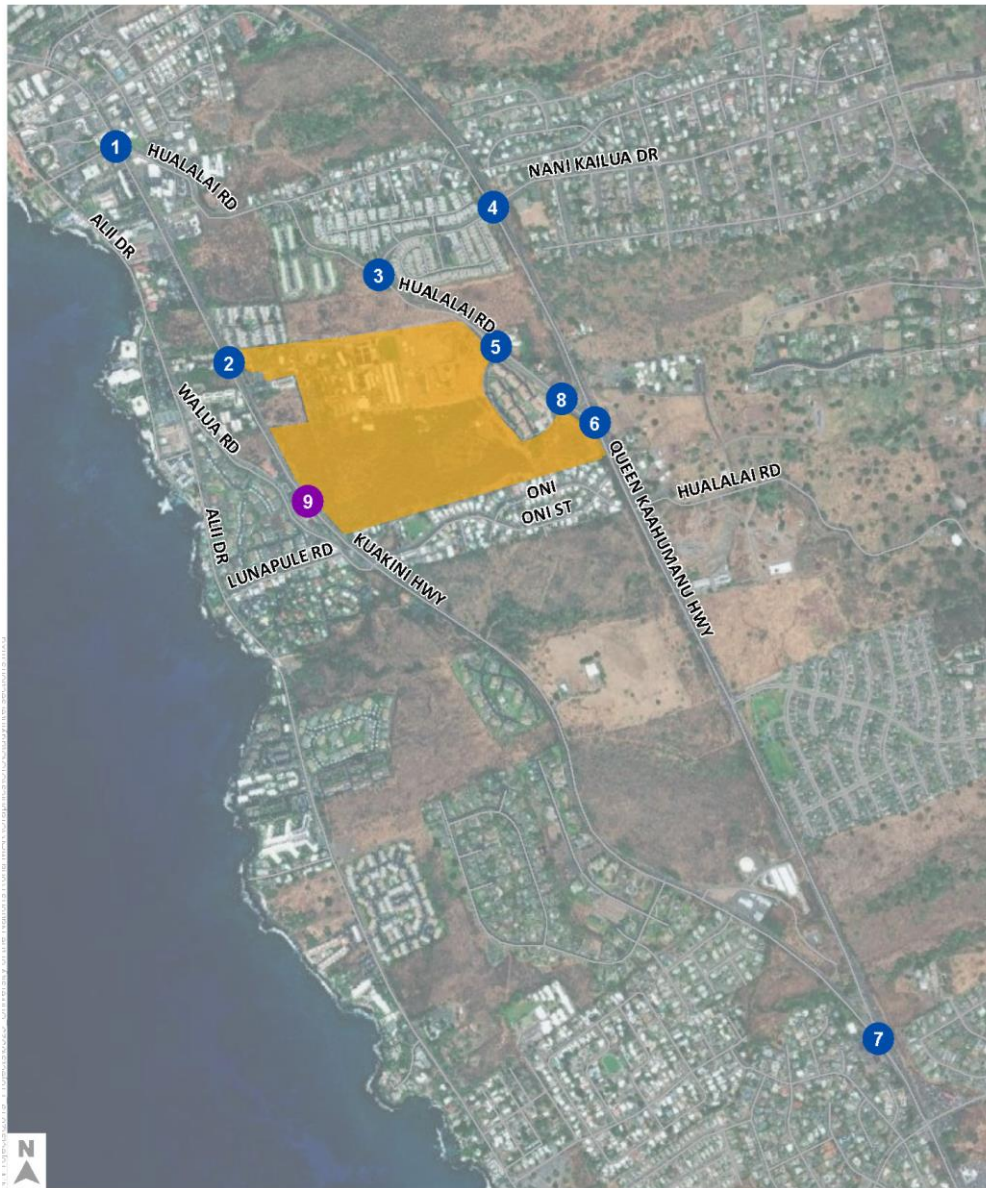 1
HUALALAI RD
NANI KAILUA DR
4
ALII DR
3
HUALALAI RD
5
2
WALUA RD
8
6
QUEEN KAAHUMANU HWY
HUALALAI RD
ONI
ONI ST
9
ALII DR
LUNAPULE RD
KUAKINI HWY
7
N